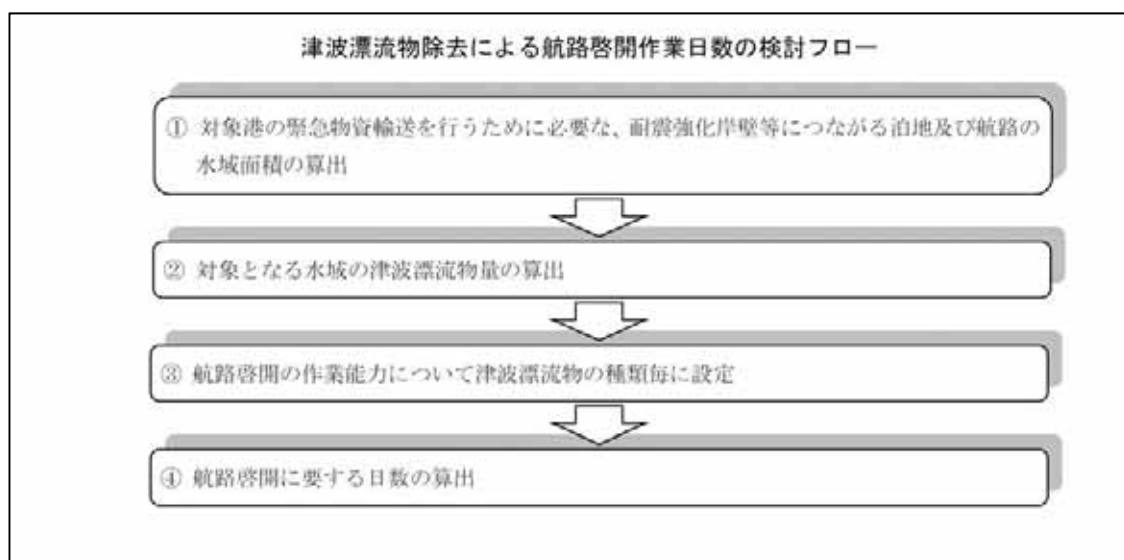 津波漂流物除去による航路啓開作業日数の検討フロー
① 対象港の緊急物資輸送を行うために必要な、耐震強化岸壁等につながる泊地及び航路の
水域面積の算出
② 対象となる水域の津波漂流物量の算出
③ 航路啓開の作業能力について津波漂流物の種類毎に設定
④ 航路啓開に要する日数の算出